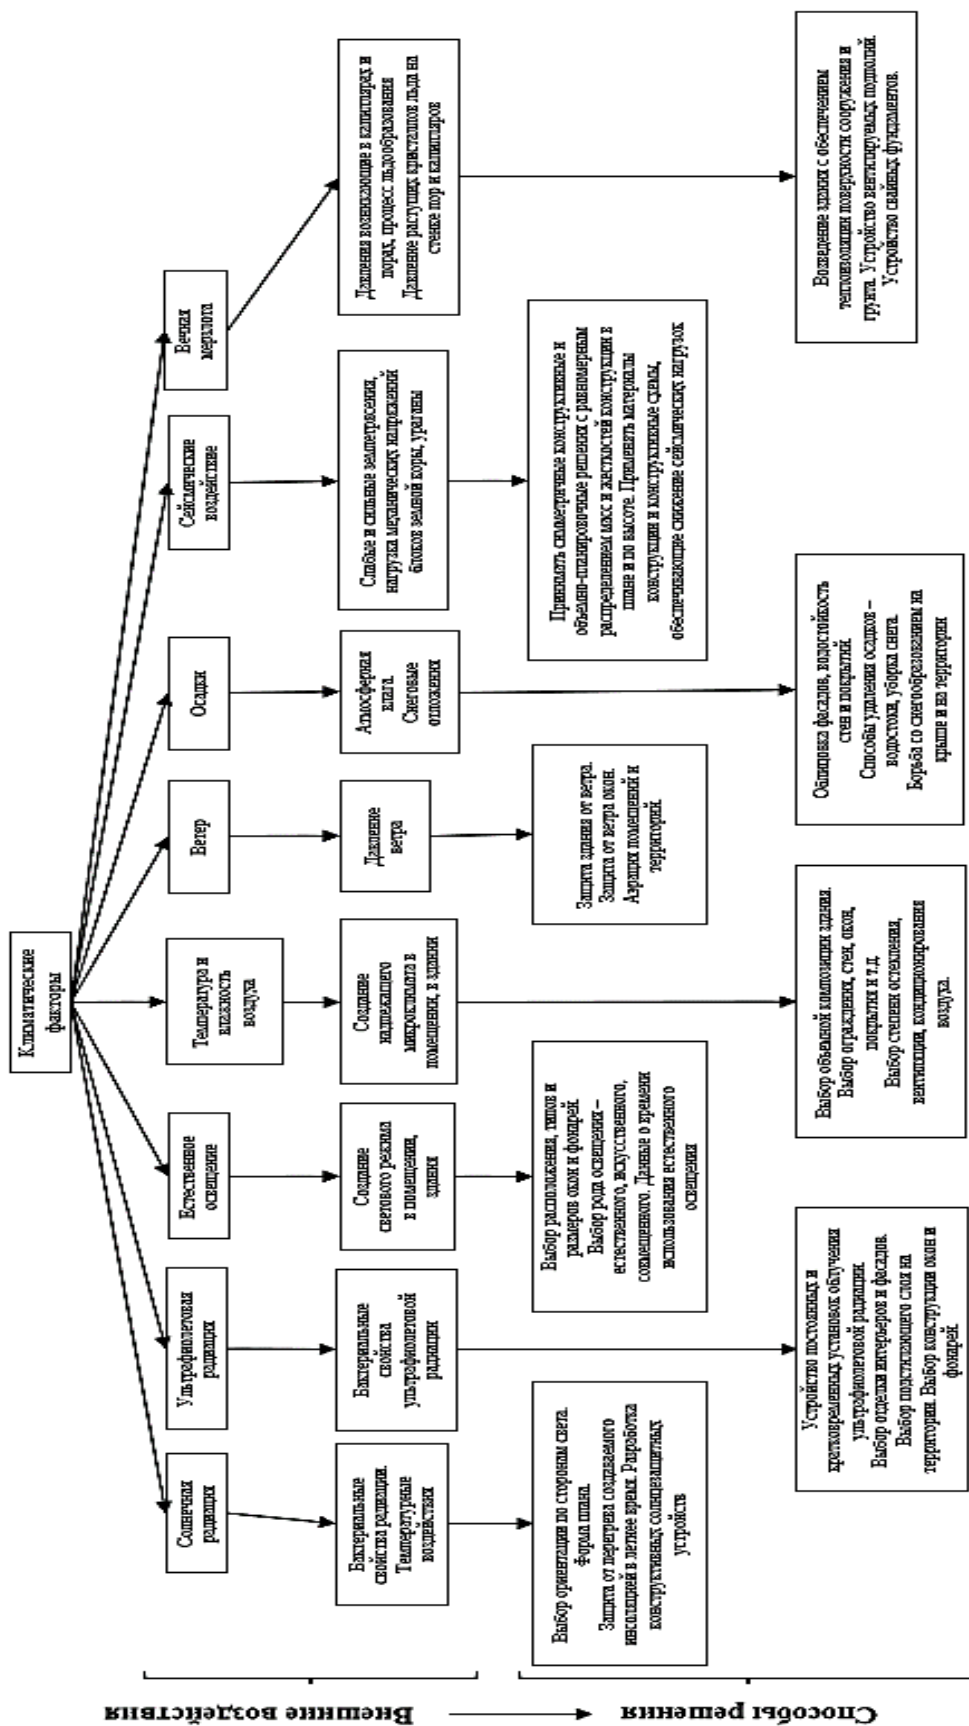 Климатические
факторы
Солнечная
радиация
Ультрафиолетовая
радиация
Естественное
освещение
Температура и
влажность
воздуха
Ветер
Осадки
Сейсмические
воздействие
Вечная
мерзлота
Внешние воздействия
Бактериальные
свойства радиации.
Температурные
воздействия
Бактериальные
свойства
ультрафиолетовой
радиации
Создание
светового режима
в помещении,
здания
Создание
надлежащего
микроклимата в
помещении, в здании
Давление
ветра
Атмосферная
влага.
Снеговые
отложения
Слабые и сильные землетрясения,
нагрузка механических напряжений
блоков земной коры, ураганы
Давления возникающие в капиллярах и
порах, процесс льдообразования
Давление растущих кристаллов льда на
стенке пор и капилляров
Способы решения
Выбор ориентации по сторонам света.
Форма плана.
Защита от перегрева создаваемого
инсоляцией в летнее время. Разработка
конструктивных солнцезащитных
устройств
Выбор расположения, типов и
размеров окон и фонарей.
Выбор рода освещения –
естественного, искусственного,
совмещенного. Данные о времени
использования естественного
освещения
Защита здания от ветра.
Защита от ветра окон.
Аэрация помещений и
территорий.
Принимать симметричные конструктивные и
объемно-планировочные решения с равномерным
распределением масс и жесткостей конструкции в
плане и по высоте. Применять материалы
конструкции и конструктивные схемы,
обеспечивающие снижение сейсмических нагрузок
Устройство постоянных и
кратковременных установок облучения
ультрафиолетовой радиации.
Выбор отделки интерьеров и фасадов.
Выбор подстилающего слоя на
территории. Выбор конструкции окон и
фонарей.
Выбор объемной композиции здания.
Выбор ограждения, стен, окон,
покрытия и т.д.
Выбор степени остекления,
вентиляции, кондиционирования
воздуха.
Облицовка фасадов, водостойкость
стен и покрытий.
Способы удалении осадков –
водостоки, уборка снега.
Борьба со снегообразованием на
крыше и на территории
Возведение здания с обеспечением
теплоизоляции поверхности сооружения и
грунта. Устройство вентилируемых подполий.
Устройство свайных фундаментов.